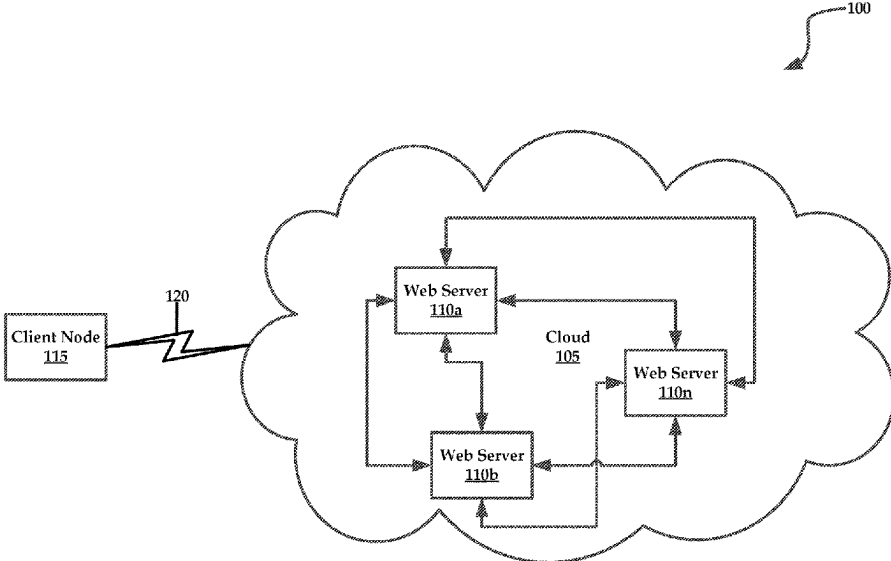 100
Web Server
110a
120
Client Node
115
Cloud
105
Web Server
110n
Web Server
110b